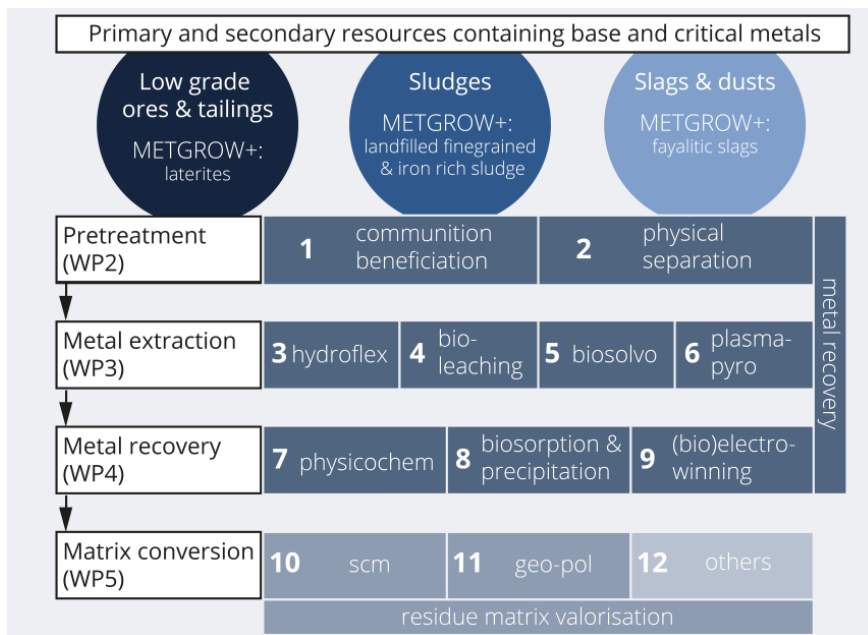 Primary and secondary resources containing base and critical metals
Low grade
ores & tailings
METGROW+:
laterites
Sludges
METGROW+:
landfilled finegrained
& iron rich sludge
Slags & dusts
METGROW+:
fayalitic slags
Pretreatment
(WP2)
1 communition
beneficiation
2 physical
separation
metal recovery
Metal extraction
(WP3)
3 hydroflex
4 bio-
leaching
5 biosolvo
6 plasma-
pyro
Metal recovery
(WP4)
7 physicochem
8 biosorption &
precipitation
9 (bio)electro-
winning
Matrix conversion
(WP5)
10 scm
11 geo-pol
12 others
residue matrix valorisation